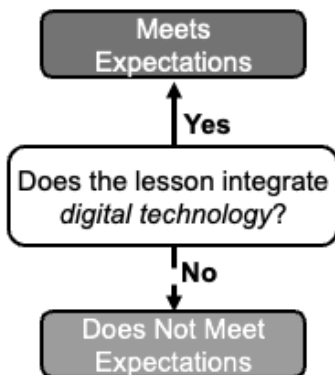 Meets
Expectations
Yes
Does the lesson integrate
digital technology?
No
Does Not Meet
Expectations